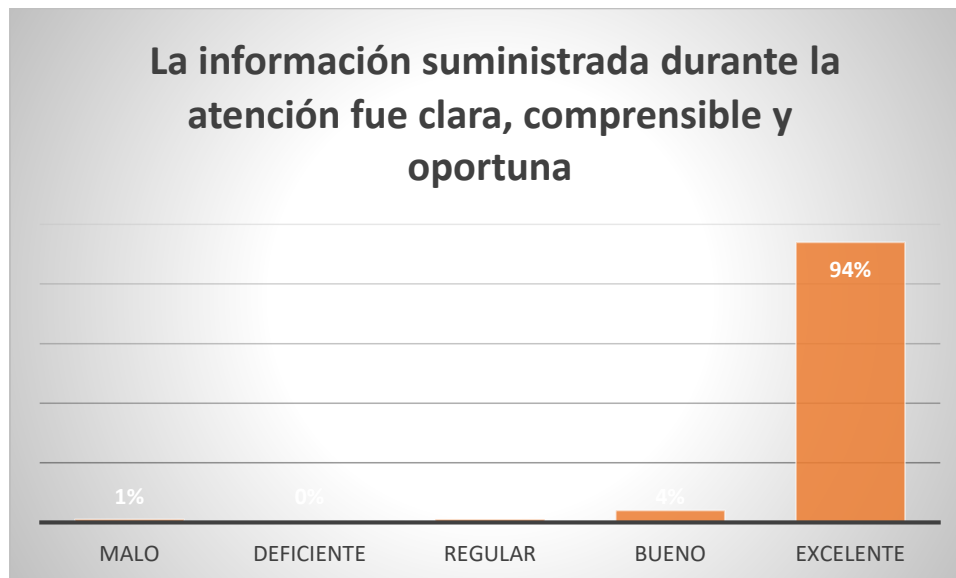 La información suministrada durante la
atención fue clara, comprensible y
oportuna
94%
1%
0%
4%
MALO
DEFICIENTE
REGULAR
BUENO
EXCELENTE